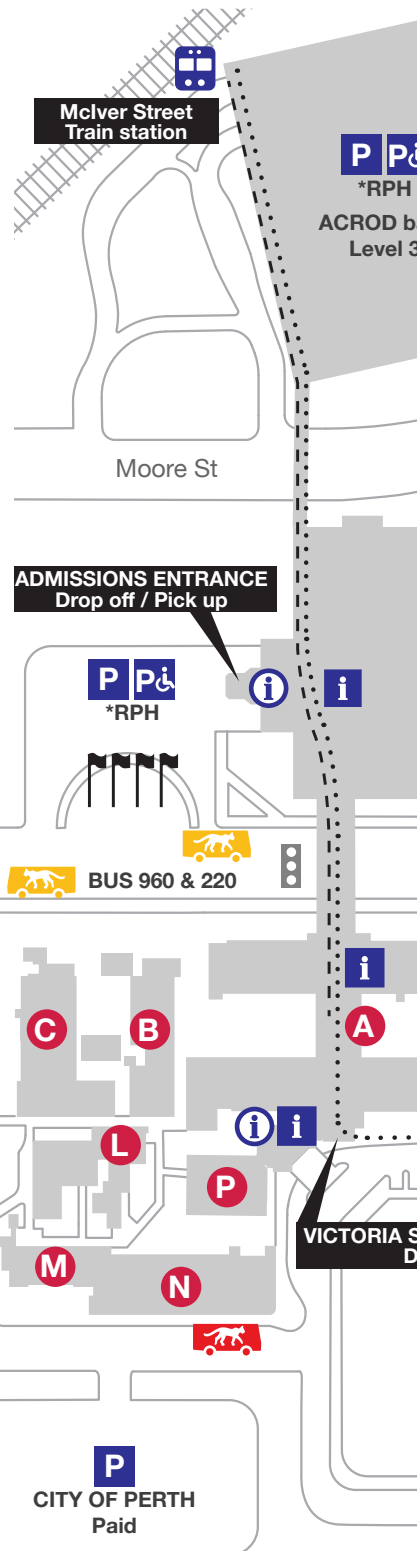 McIver Street
Train station
P P
*RPH
ACROD
Level 3
Moore St
ADMISSIONS ENTRANCE
Drop off / Pick up
P P
*RPH
i
i
BUS 960 & 220
i
A
C
B
i
i
L
P
M
N
VICTORIA
P
CITY OF PERTH
Paid